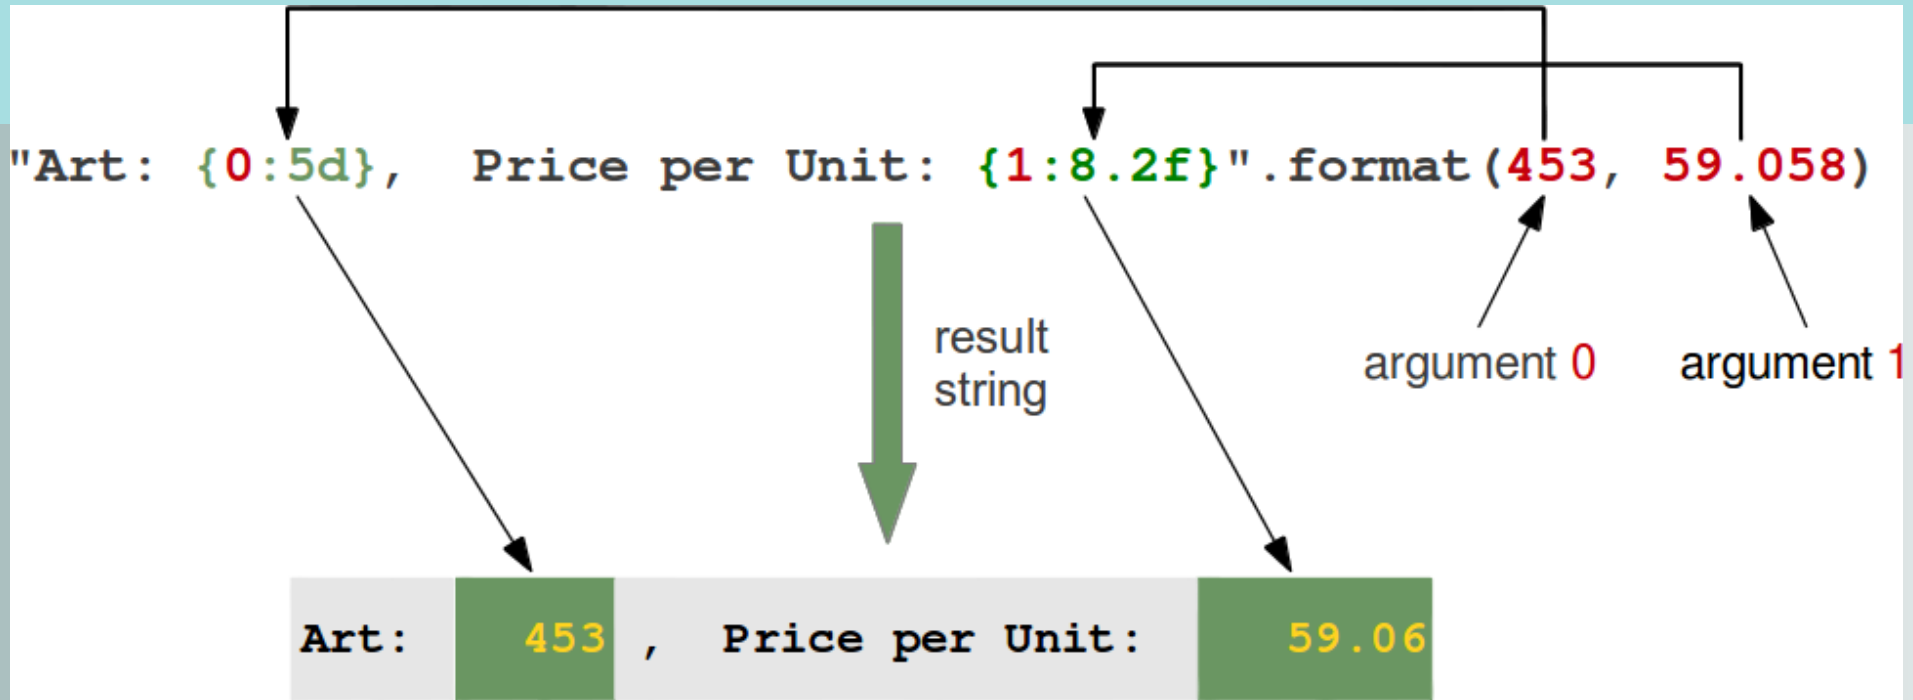 "Art: {0:5d},  Price per Unit: {1:8.2f}".format(453, 59.058)
result
string
argument 0
argument 1
Art:   453 ,  Price per Unit:    59.06